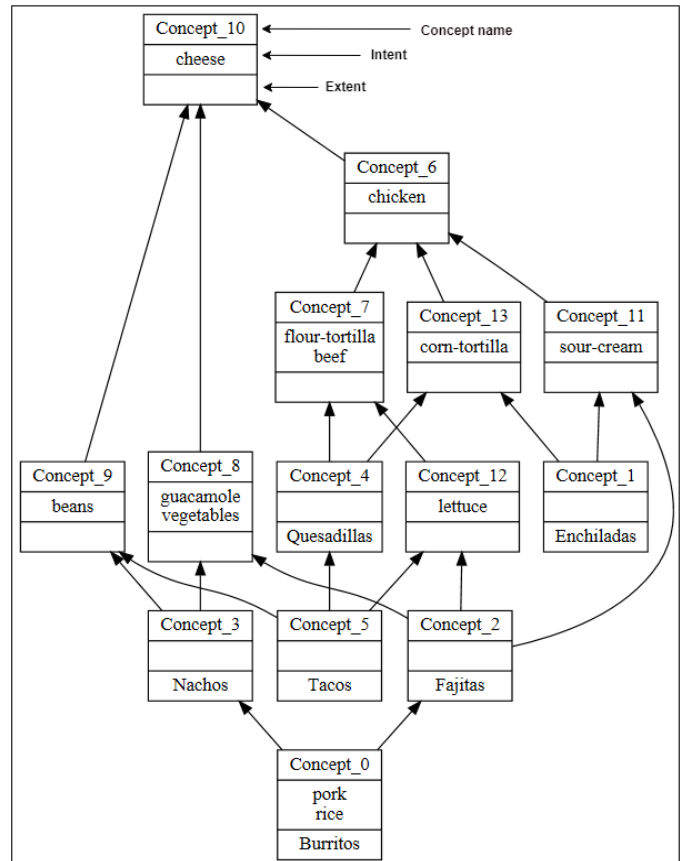 Concept_10
Concept name
cheese
Intent
Extent
Concept_6
chicken
Concept_7
flour-tortilla
beef
Concept_13
corn-tortilla
Concept_11
sour-cream
Concept_9
beans
Concept_8
guacamole
vegetables
Concept_4
Quesadillas
Concept_12
lettuce
Concept_1
Enchiladas
Concept_3
Nachos
Concept_5
Tacos
Concept_2
Fajitas
Concept_0
pork
rice
Burritos